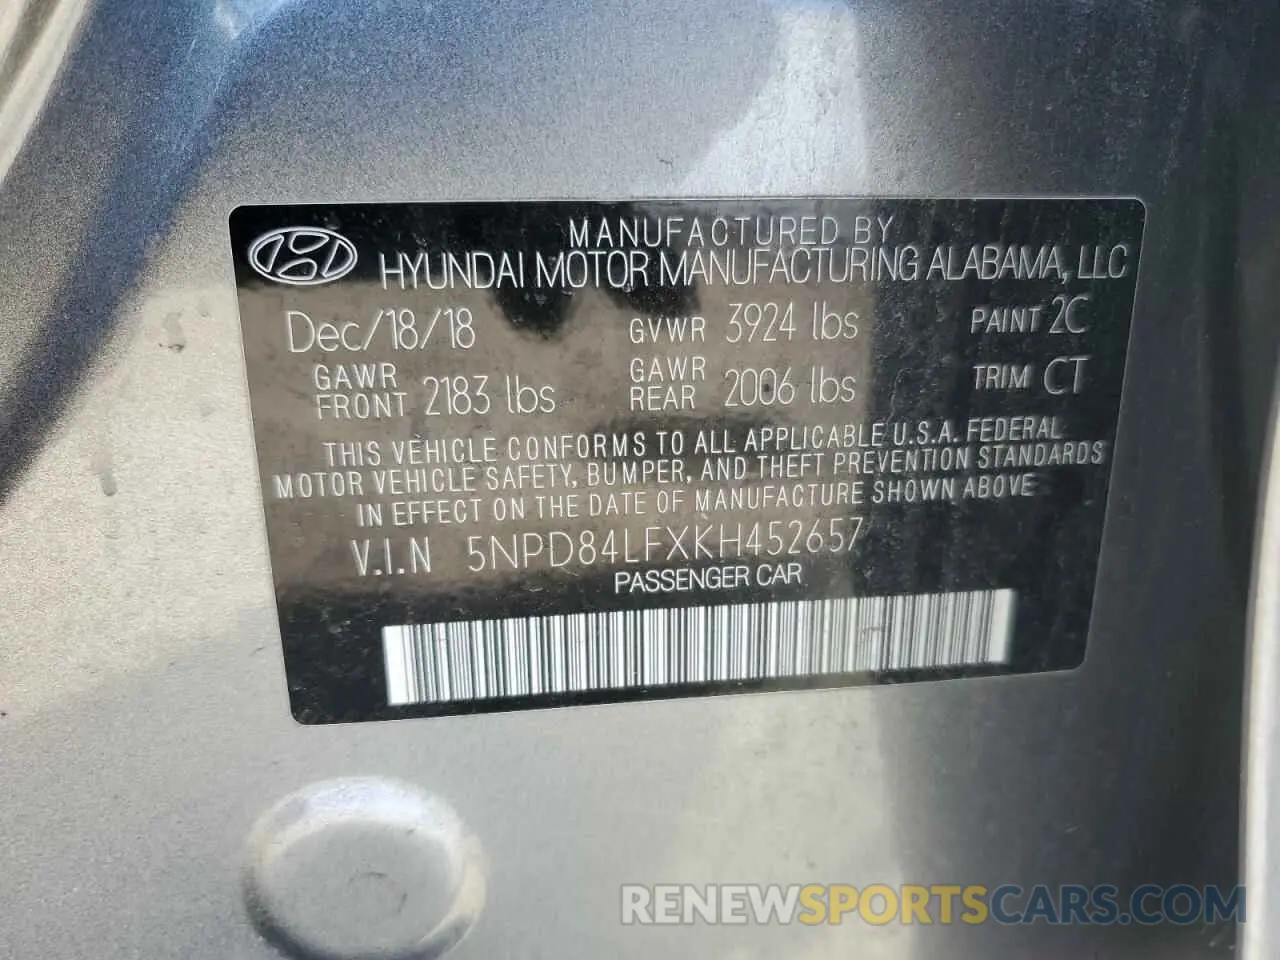 MANUFACTURED BY
HYUNDAI MOTOR MANUFACTURING ALABAMA, LLC
Dec/18/18 GVWR 3924 lbs PAINT 2C
GAWR FRONT 2183 lbs GAWR REAR 2006 lbs TRIM CT
THIS VEHICLE CONFORMS TO ALL APPLICABLE U.S.A. FEDERAL
MOTOR VEHICLE SAFETY, BUMPER, AND THEFT PREVENTION STANDARDS
IN EFFECT ON THE DATE OF MANUFACTURE SHOWN ABOVE
V.I.N 5NPD84LFXKH452657
PASSENGER CAR
RENEWSPORTSCARS.COM